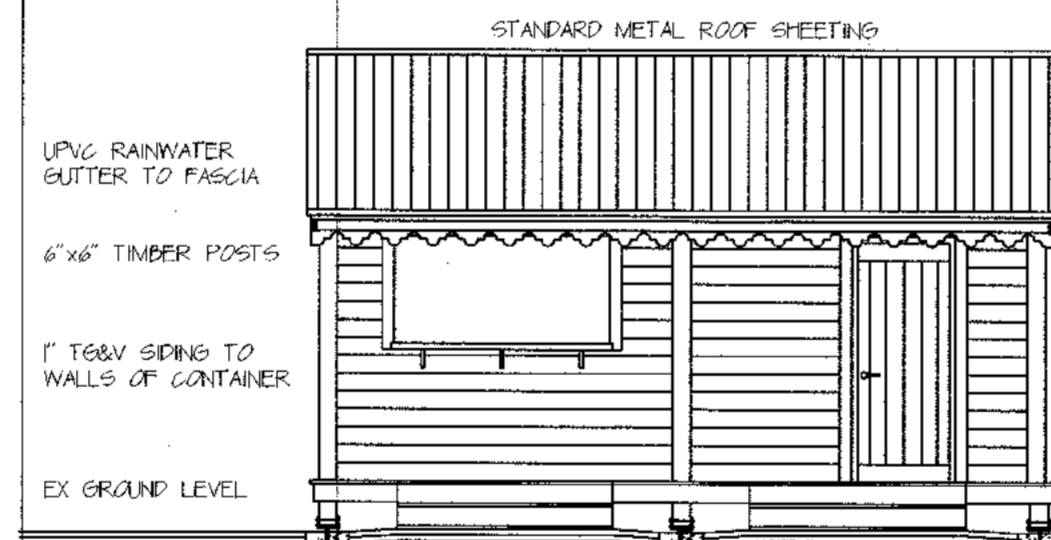 STANDARD METAL ROOF SHEETING
UPVC RAINWATER
GUTTER TO FASCIA
6"x6" TIMBER POSTS
1" TG&V SIDING TO
WALLS OF CONTAINER
EX GROUND LEVEL